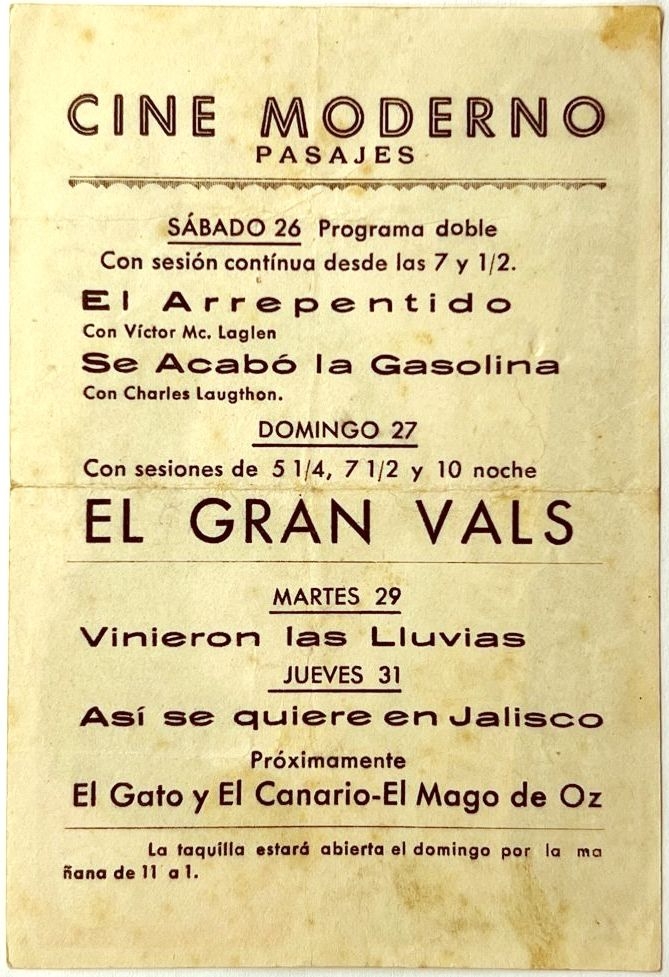 CINE MODERNO
PASAJES
SÁBADO 26 Programa doble
Con sesión contínua desde las 7 y 1/2.
El Arrepentido
Con Víctor Mc. Laglen
Se Acabó la Gasolina
Con Charles Laugthon.
DOMINGO 27
Con sesiones de 5 1/4, 7 1/2 y 10 noche
EL GRAN VALS
MARTES 29
Vinieron las Lluvias
JUEVES 31
Así se quiere en Jalisco
Próximamente
El Gato y El Canario-El Mago de Oz
La taquilla estará abierta el domingo por la ma
ñana de 11 a 1.